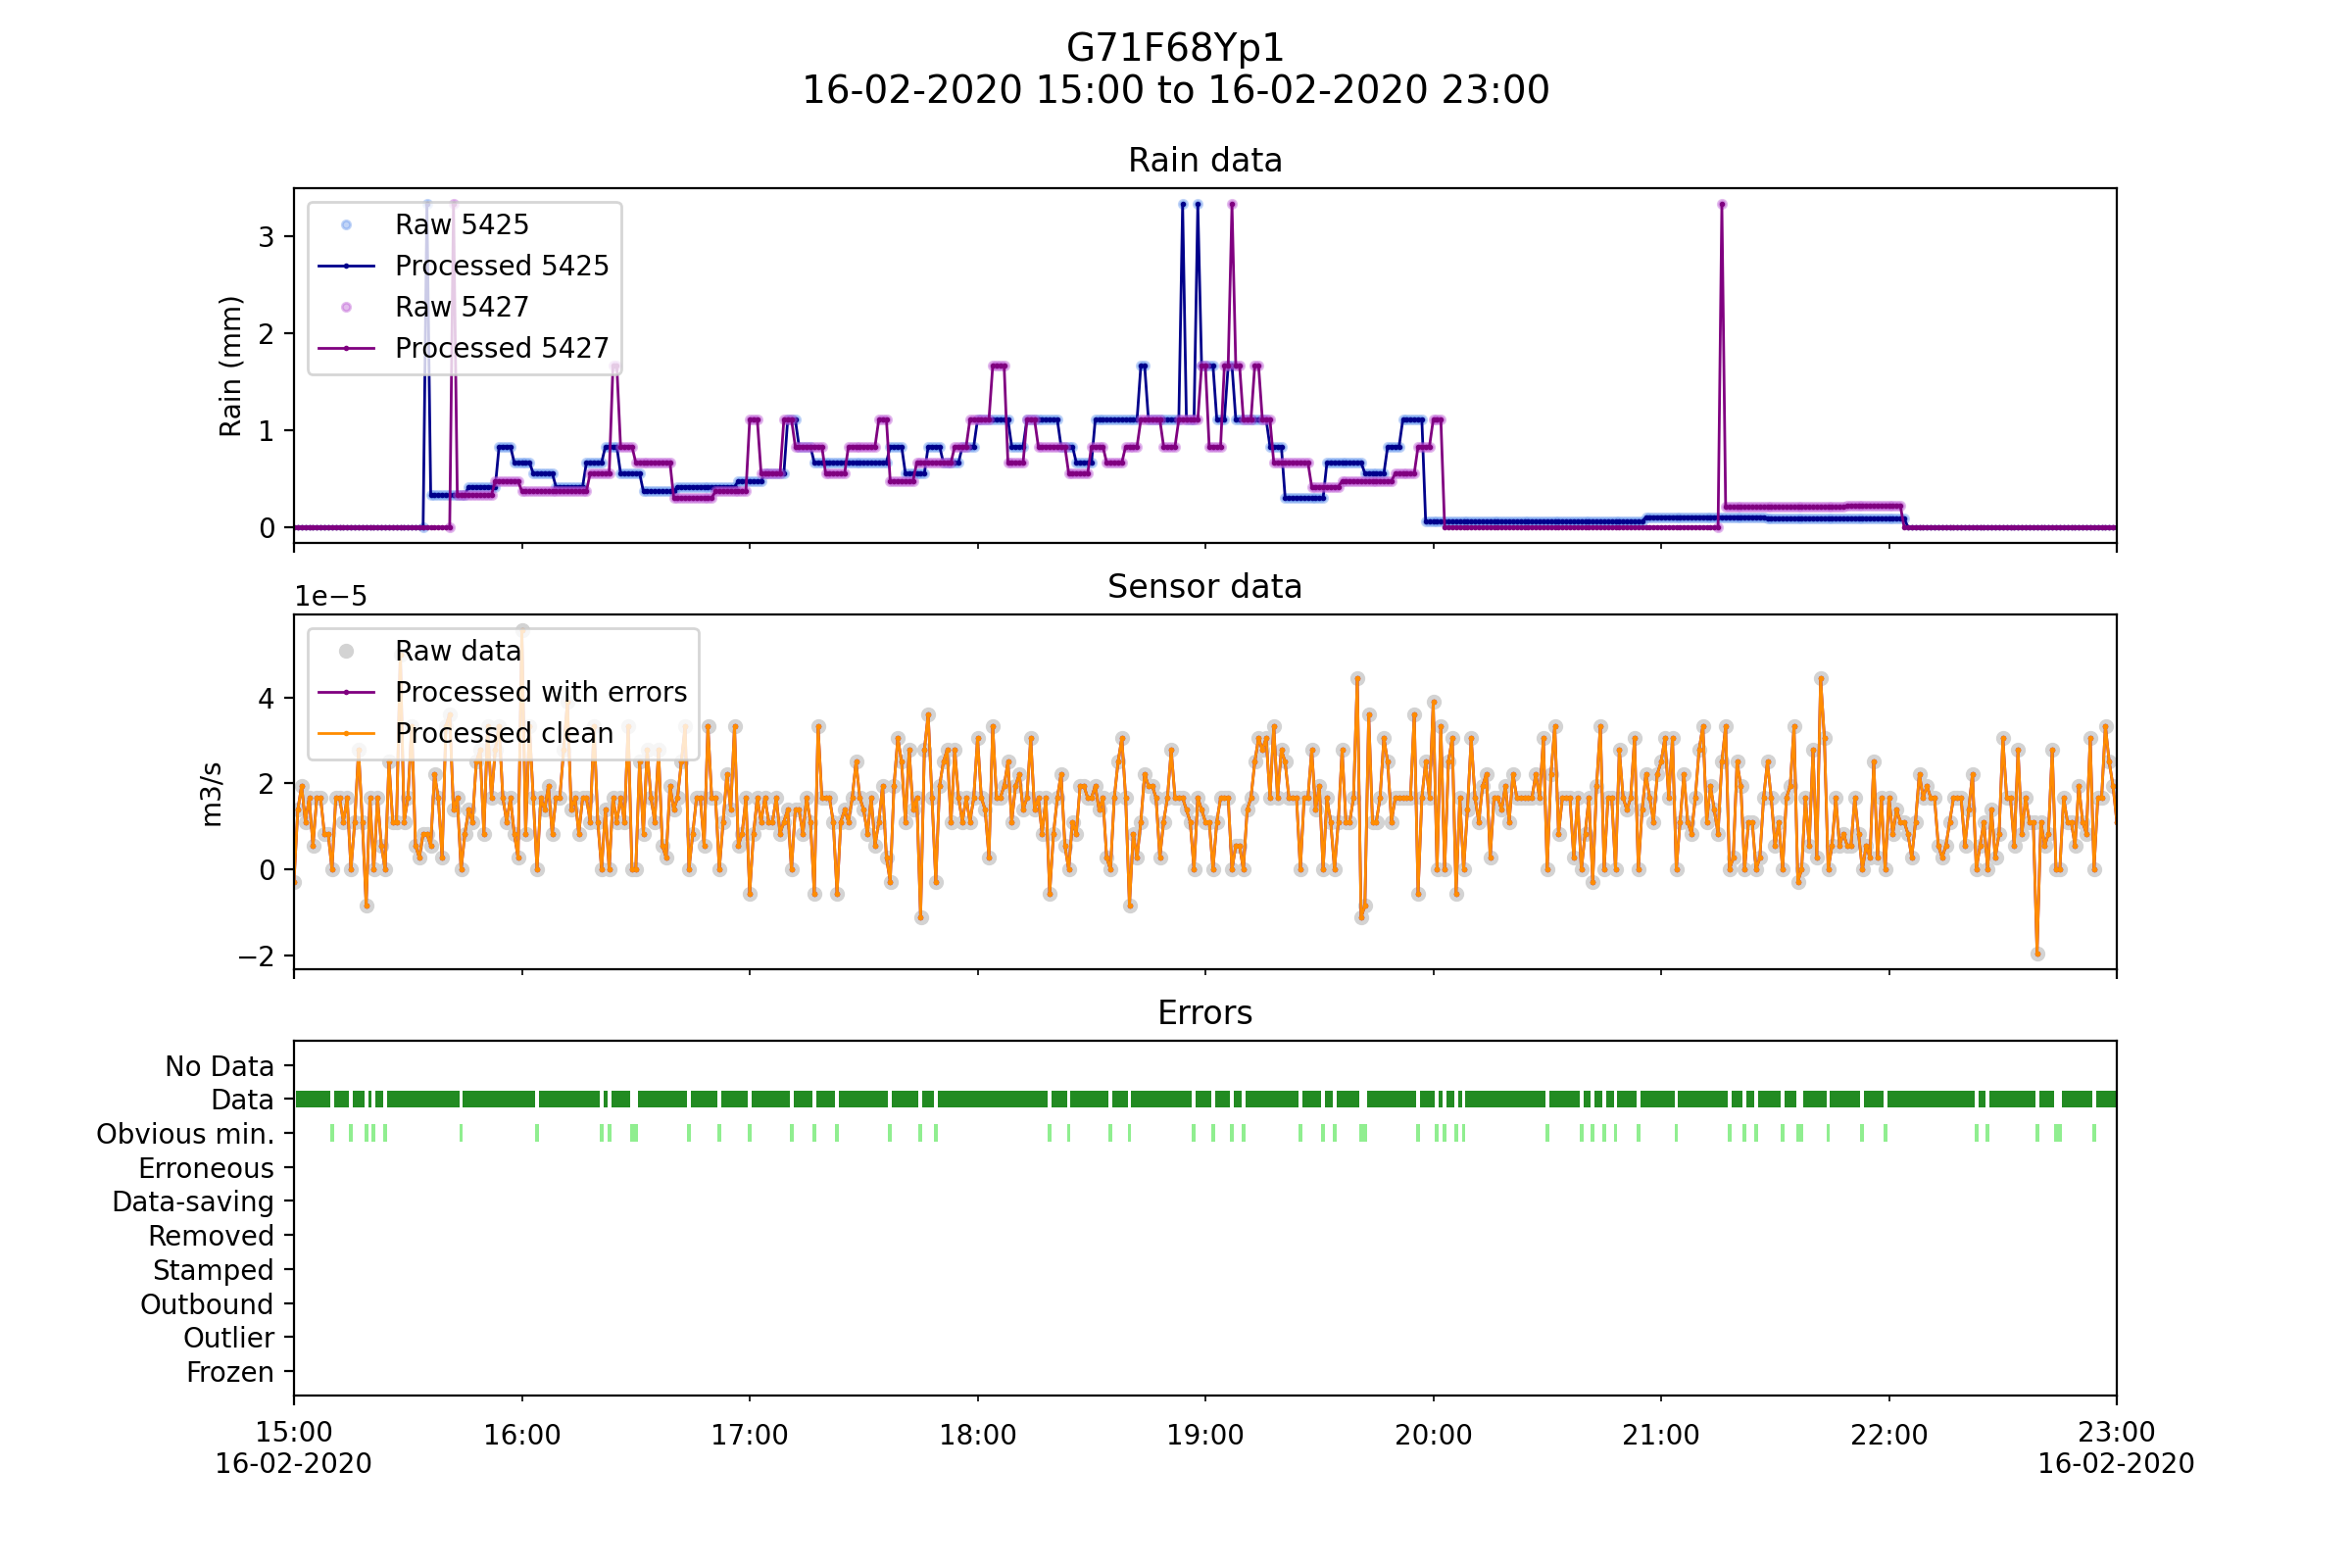 G71F68Yp1
16-02-2020 15:00 to 16-02-2020 23:00
Rain data
Rain (mm)
3
2
1
0
Raw 5425
Processed 5425
Raw 5427
Processed 5427
Sensor data
1e−5
m3/s
4
2
0
−2
Raw data
Processed with errors
Processed clean
Errors
No Data
Data
Obvious min.
Erroneous
Data-saving
Removed
Stamped
Outbound
Outlier
Frozen
15:00
16-02-2020
16:00
17:00
18:00
19:00
20:00
21:00
22:00
23:00
16-02-2020